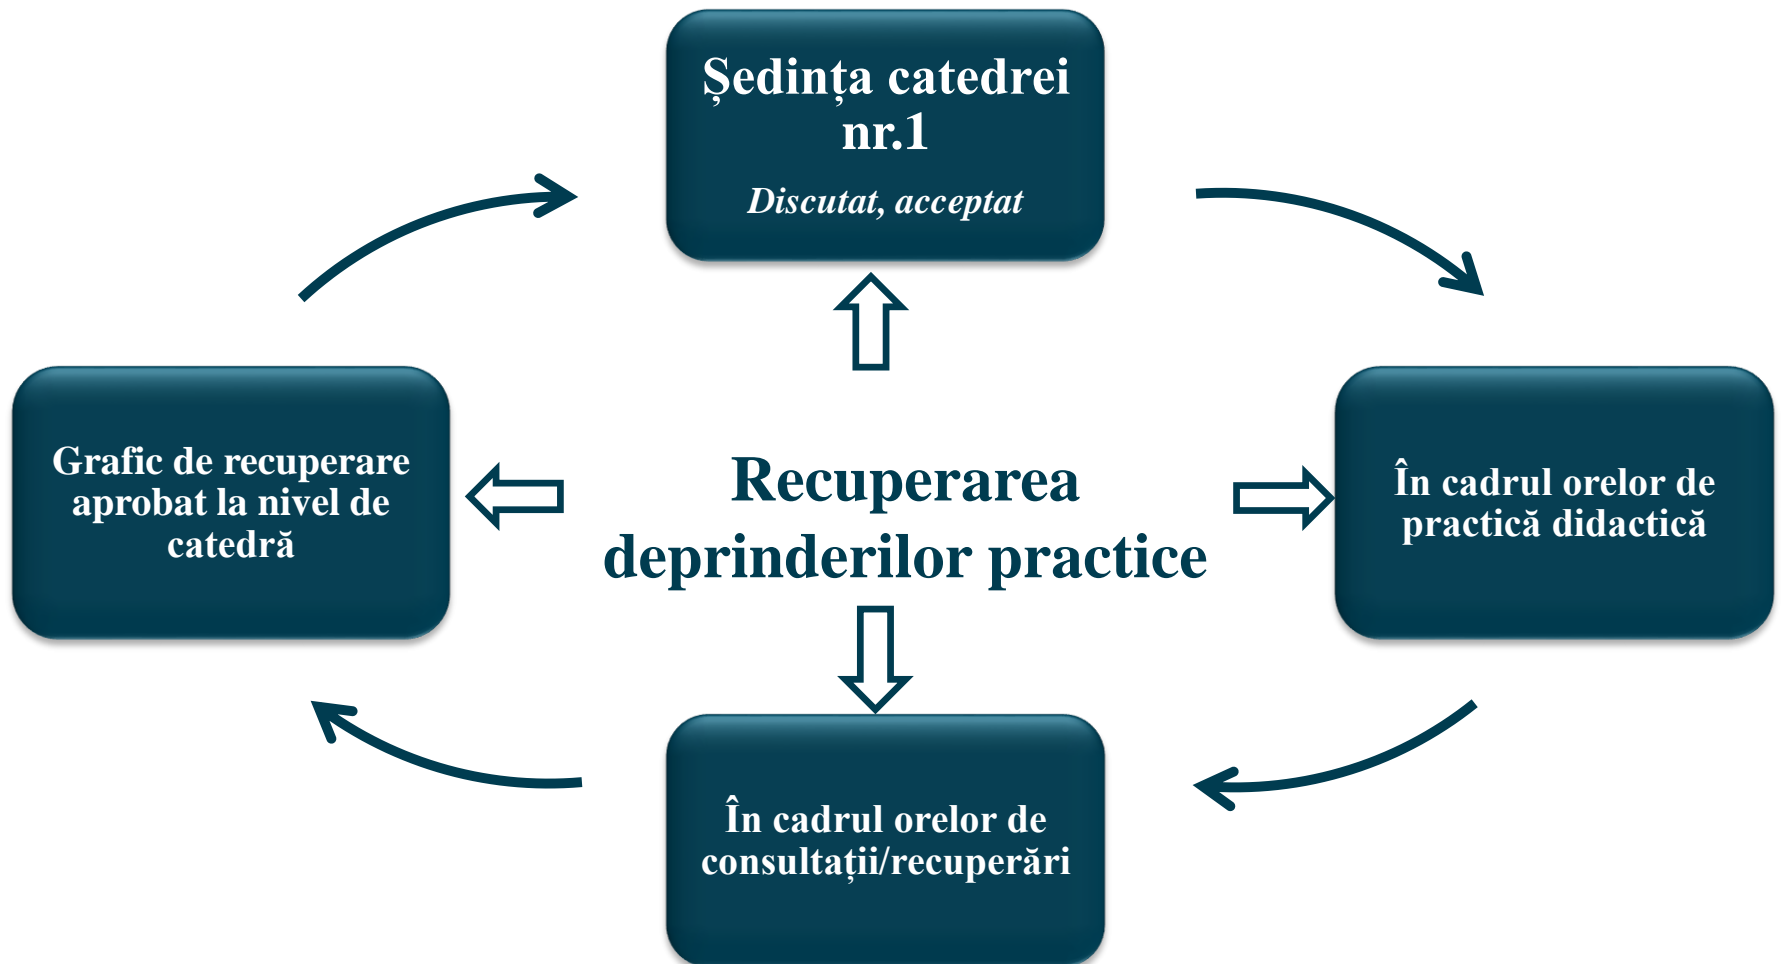 Ședința catedrei
nr.1
Discutat, acceptat
Grafic de recuperare
aprobat la nivel de
catedră
Recuperarea
deprinderilor practice
În cadrul orelor de
practică didactică
În cadrul orelor de
consultații/recuperări